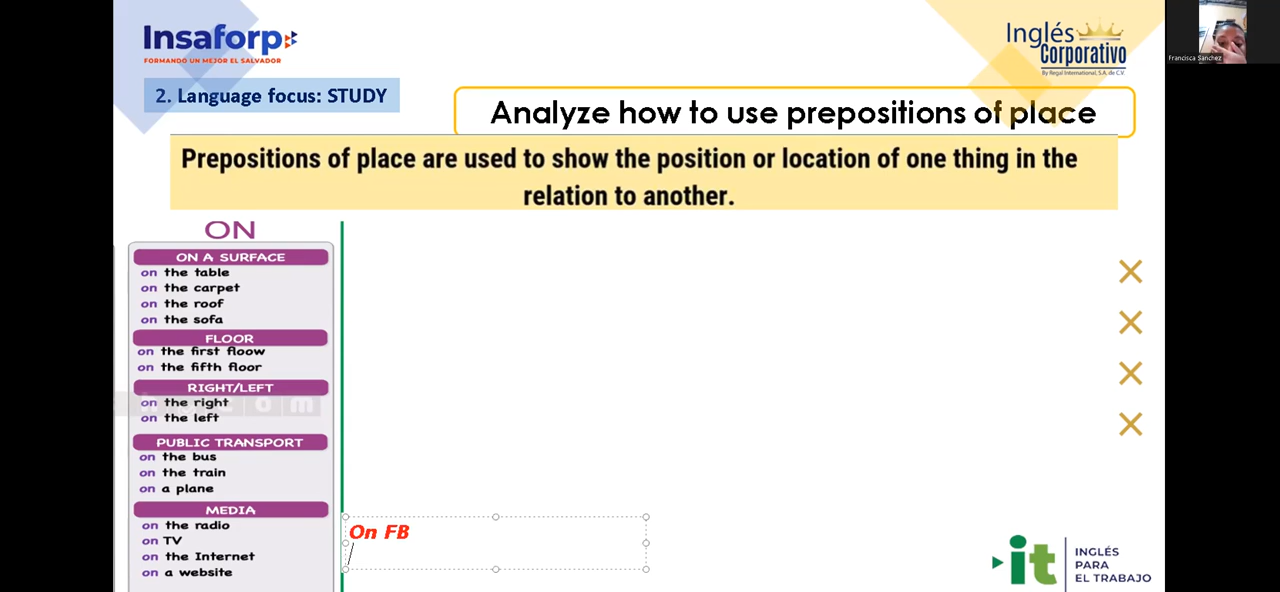 Insaforp
FORMANDO UN MEJOR EL SALVADOR
Inglés
Corporativo
By Regal International, S.A. de C.V.
Francisca Sánchez
2. Language focus: STUDY
Analyze how to use prepositions of place
Prepositions of place are used to show the position or location of one thing in the
relation to another.
ON
ON A SURFACE
on the table
on the carpet
on the roof
on the sofa
FLOOR
on the first floow
on the fifth floor
RIGHT/LEFT
on the right
on the left
PUBLIC TRANSPORT
on the bus
on the train
on a plane
MEDIA
on the radio
on TV
on the Internet
on a website
On FB
it
INGLÉS
PARA
EL TRABAJO